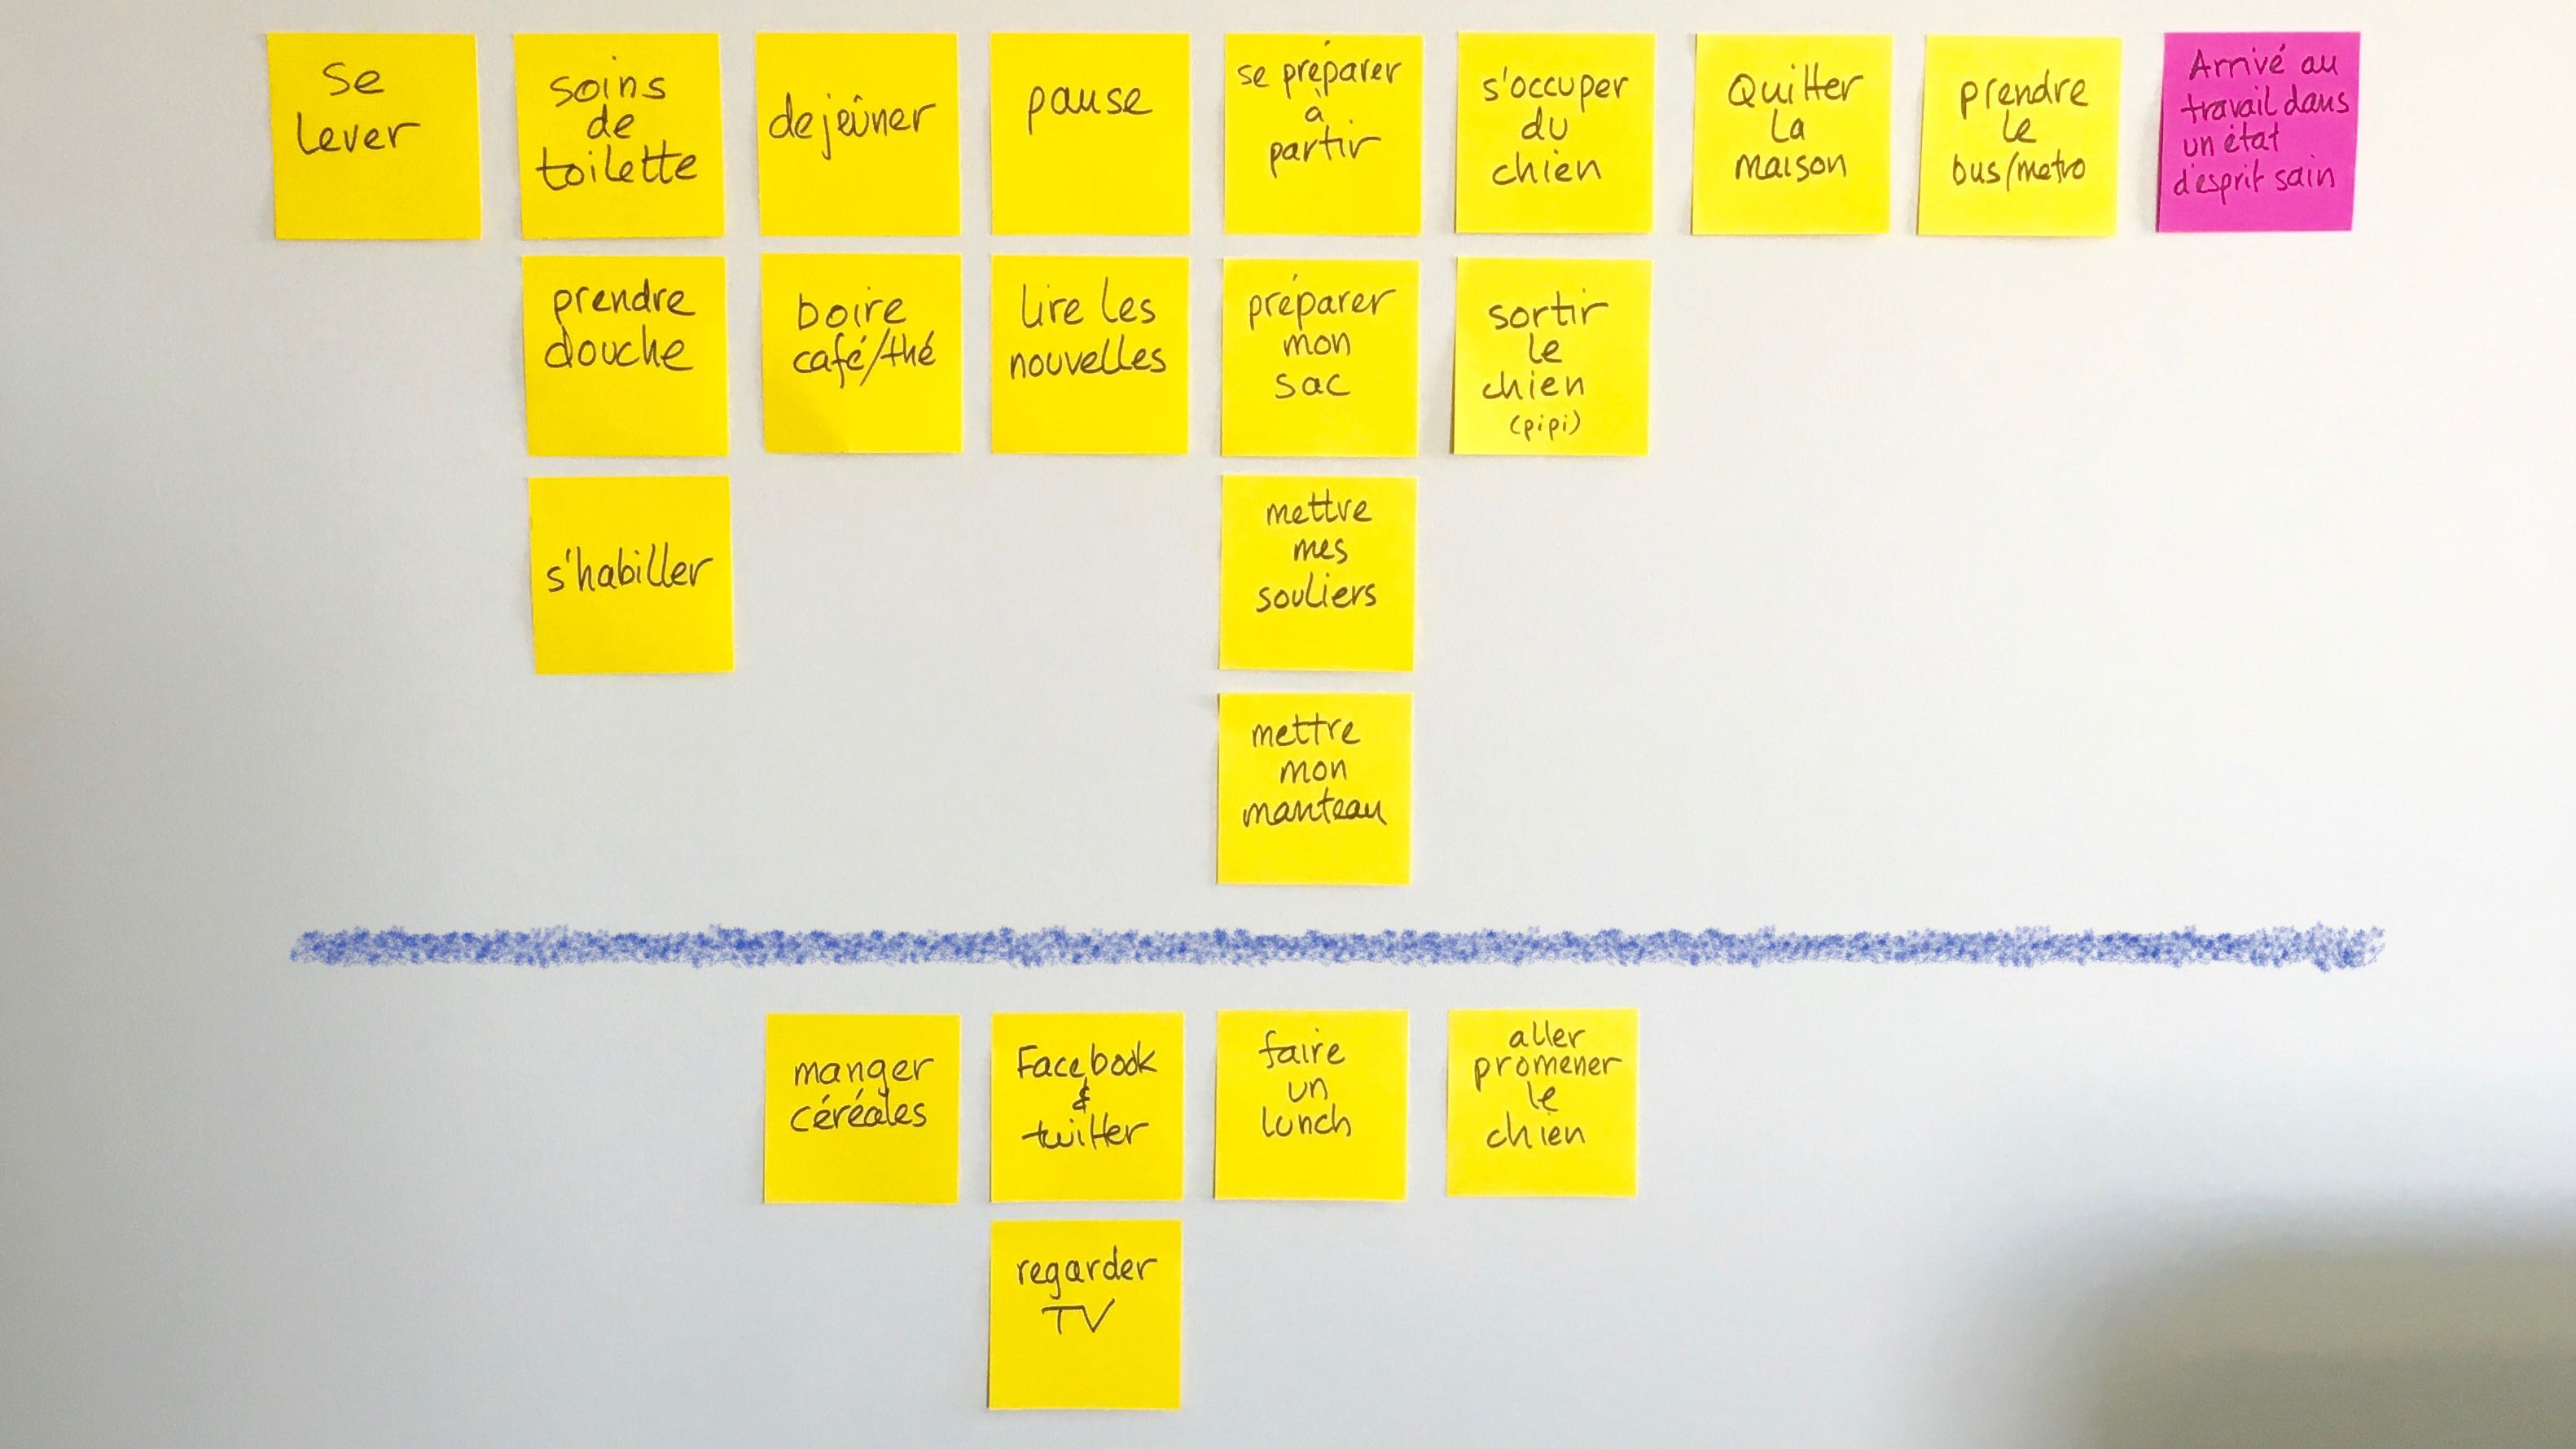 se
lever
soins
de
toilette
dejeûner
pause
se préparer
à
partir
s'occuper
du
chien
Quitter
la
maison
prendre
le
bus/metro
Arrivé au
travail dans
un état
d'esprit sain
prendre
douche
boire
café/thé
lire les
nouvelles
préparer
mon
sac
sortir
le
chien
(pipi)
s'habiller
mettre
mes
souliers
mettre
mon
manteau
manger
céréales
Facebook
&
twitter
faire
un
lunch
aller
promener
le
chien
regarder
TV